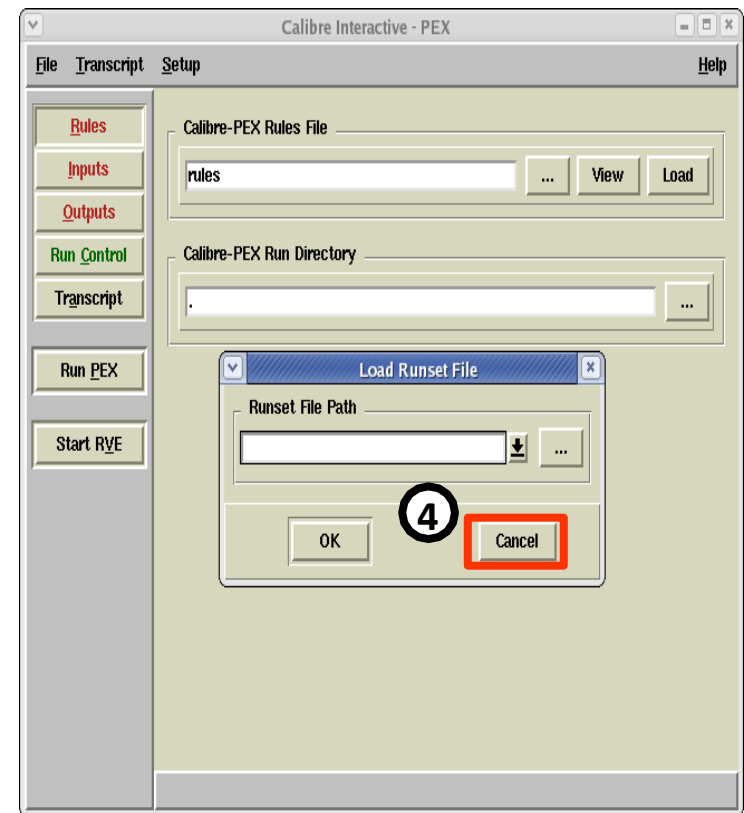 Calibre Interactive - PEX
File Transcript Setup Help
Rules
Inputs
Outputs
Run Control
Transcript
Run PEX
Start RVE
Calibre-PEX Rules File
rules ... View Load
Calibre-PEX Run Directory
. ...
Load Runset File
Runset File Path
...
4
OK Cancel